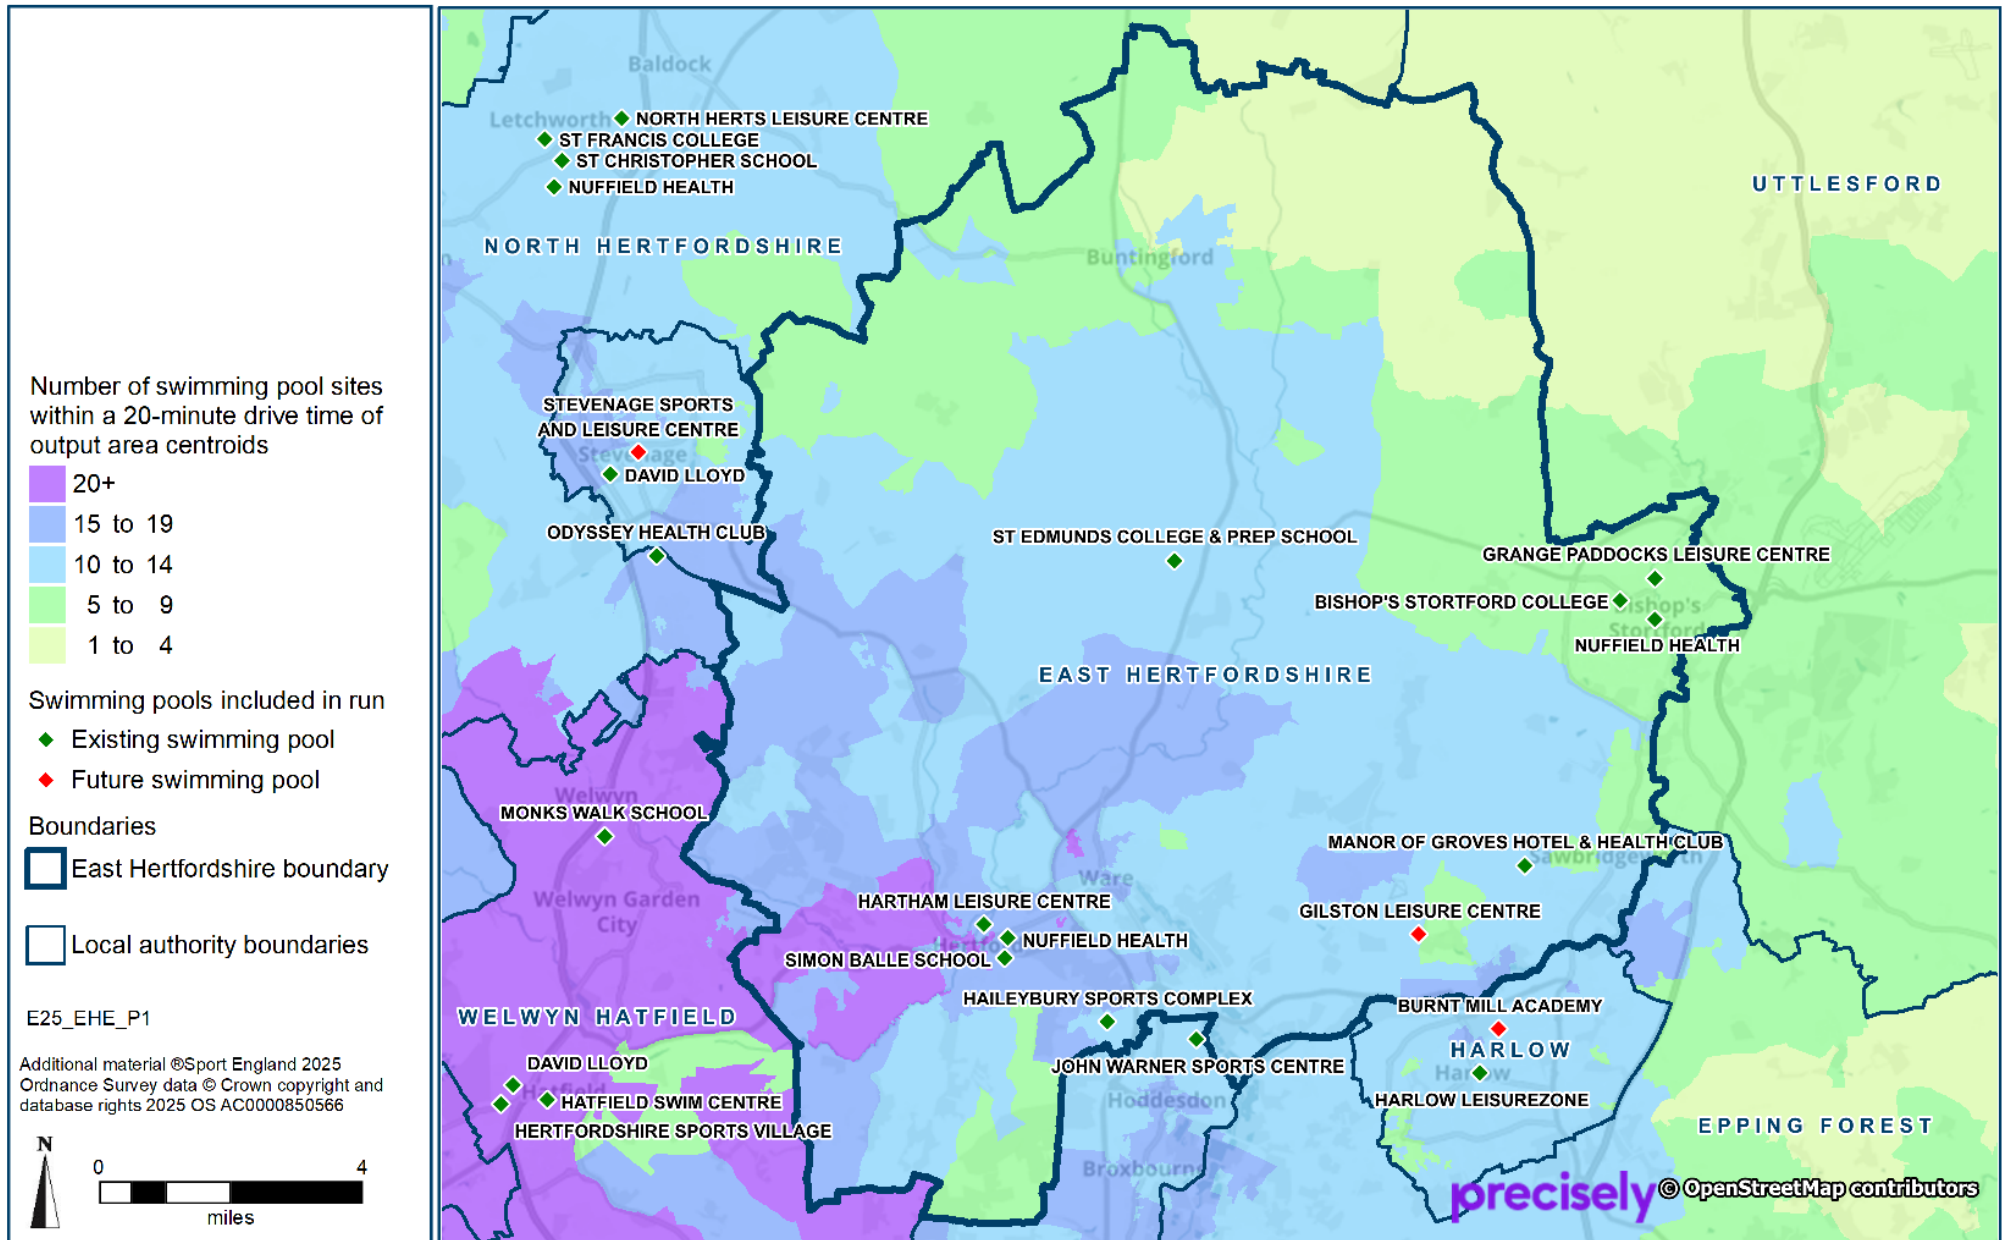 Number of swimming pool sites
within a 20-minute drive time of
output area centroids
20+
15 to 19
10 to 14
5 to 9
1 to 4
Swimming pools included in run
Existing swimming pool
Future swimming pool
Boundaries
East Hertfordshire boundary
Local authority boundaries
E25_EHE_P1
Additional material ®Sport England 2025
Ordnance Survey data © Crown copyright and
database rights 2025 OS AC0000850566
N
0 4
miles
Baldock
Letchworth
NORTH HERTS LEISURE CENTRE
ST FRANCIS COLLEGE
ST CHRISTOPHER SCHOOL
NUFFIELD HEALTH
UTTLESFORD
NORTH HERTFORDSHIRE
Buntingford
STEVENAGE SPORTS
AND LEISURE CENTRE
Stevenage
DAVID LLOYD
ODYSSEY HEALTH CLUB
ST EDMUNDS COLLEGE & PREP SCHOOL
GRANGE PADDOCKS LEISURE CENTRE
BISHOP'S STORTFORD COLLEGE
Bishop's
Stortford
NUFFIELD HEALTH
EAST HERTFORDSHIRE
Welwyn
MONKS WALK SCHOOL
MANOR OF GROVES HOTEL & HEALTH CLUB
Sawbridgeworth
Ware
Welwyn Garden
City
HARTHAM LEISURE CENTRE
GILSTON LEISURE CENTRE
Hertford
NUFFIELD HEALTH
SIMON BALLE SCHOOL
HAILEYBURY SPORTS COMPLEX
BURNT MILL ACADEMY
WELWYN HATFIELD
HARLOW
DAVID LLOYD
JOHN WARNER SPORTS CENTRE
Harlow
Hatfield
HATFIELD SWIM CENTRE
Hoddesdon
HARLOW LEISUREZONE
HERTFORDSHIRE SPORTS VILLAGE
EPPING FOREST
Broxbourne
precisely © OpenStreetMap contributors